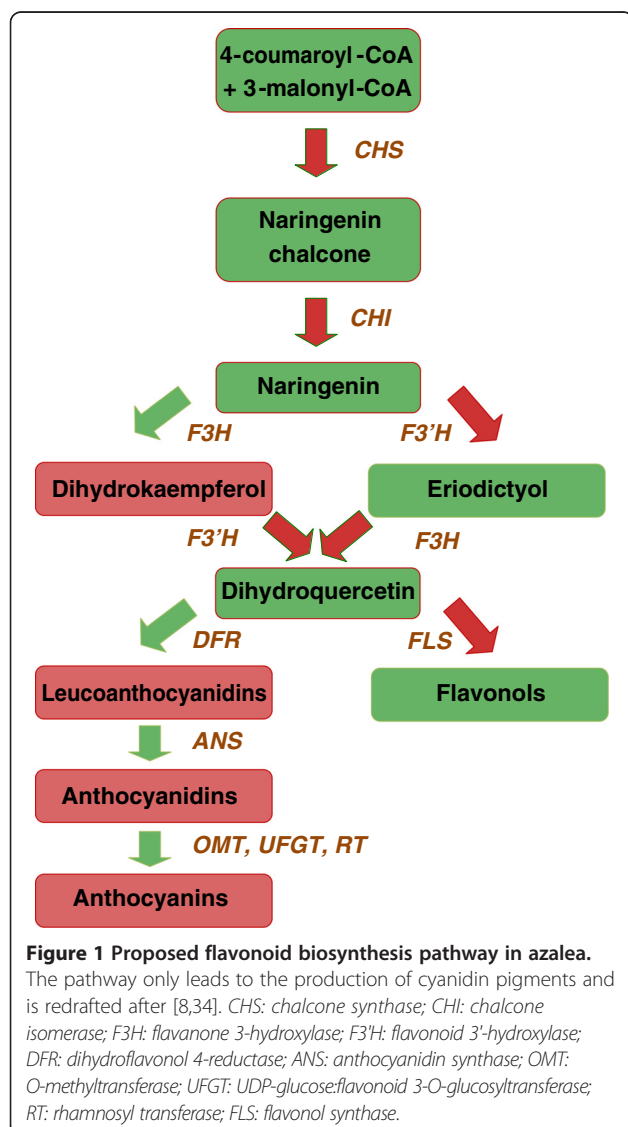 4-coumaroyl-CoA
+ 3-malonyl-CoA
CHS
Naringenin
chalcone
CHI
Naringenin
F3H
F3'H
Dihydrokaempferol
Eriodictyol
F3'H
F3H
Dihydroquercetin
DFR
FLS
Leucoanthocyanidins
Flavonols
ANS
Anthocyanidins
OMT, UFGT, RT
Anthocyanins
Figure 1 Proposed flavonoid biosynthesis pathway in azalea.
The pathway only leads to the production of cyanidin pigments and
is redrafted after [8,34]. CHS: chalcone synthase; CHI: chalcone
isomerase; F3H: flavanone 3-hydroxylase; F3'H: flavonoid 3'-hydroxylase;
DFR: dihydroflavonol 4-reductase; ANS: anthocyanidin synthase; OMT:
O-methyltransferase; UFGT: UDP-glucose:flavonoid 3-O-glucosyltransferase;
RT: rhamnosyl transferase; FLS: flavonol synthase.